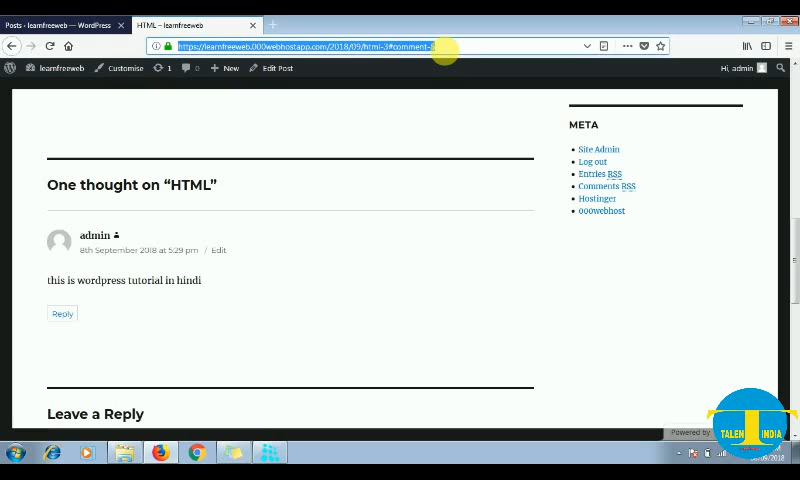 Posts ‹ learnfreeweb — WordPress
HTML – learnfreeweb
https://learnfreeweb.000webhostapp.com/2018/09/html-3#comment-
learnfreeweb
Customise
1
0
New
Edit Post
Hi, admin
META
Site Admin
Log out
Entries RSS
Comments RSS
Hostinger
000webhost
One thought on “HTML”
admin
8th September 2018 at 5:29 pm / Edit
this is wordpress tutorial in hindi
Reply
Leave a Reply
Powered by
TALENT INDIA